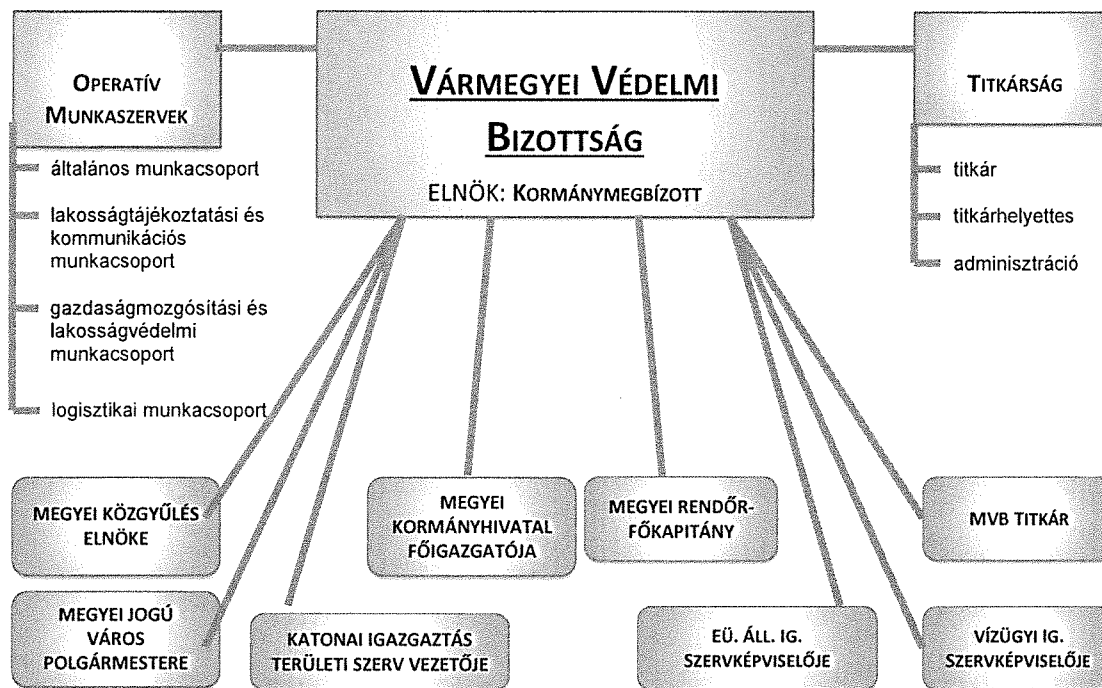 OPERATÍV
MUNKASZERVEK
általános munkacsoport
lakosságtájékoztatási és
kommunikációs
munkacsoport
gazdaságmozgósítási és
lakosságvédelmi
munkacsoport
logisztikai munkacsoport
VÁRMEGYEI VÉDELMI
BIZOTTSÁG
ELNÖK: KORMÁNYMEGBÍZOTT
TITKÁRSÁG
titkár
titkárhelyettes
adminisztráció
MEGYEI KÖZGYŰLÉS
ELNÖKE
MEGYEI
KORMÁNYHIVATAL
FŐIGAZGATÓJA
MEGYEI RENDŐR-
FŐKAPITÁNY
MVB TITKÁR
MEGYEI JOGÚ
VÁROS
POLGÁRMESTERE
KATONAI IGAZGAZTÁS
TERÜLETI SZERV VEZETŐJE
EÜ. ÁLL. IG.
SZERVKÉPVISELŐJE
VÍZÜGYI IG.
SZERVKÉPVISELŐJE